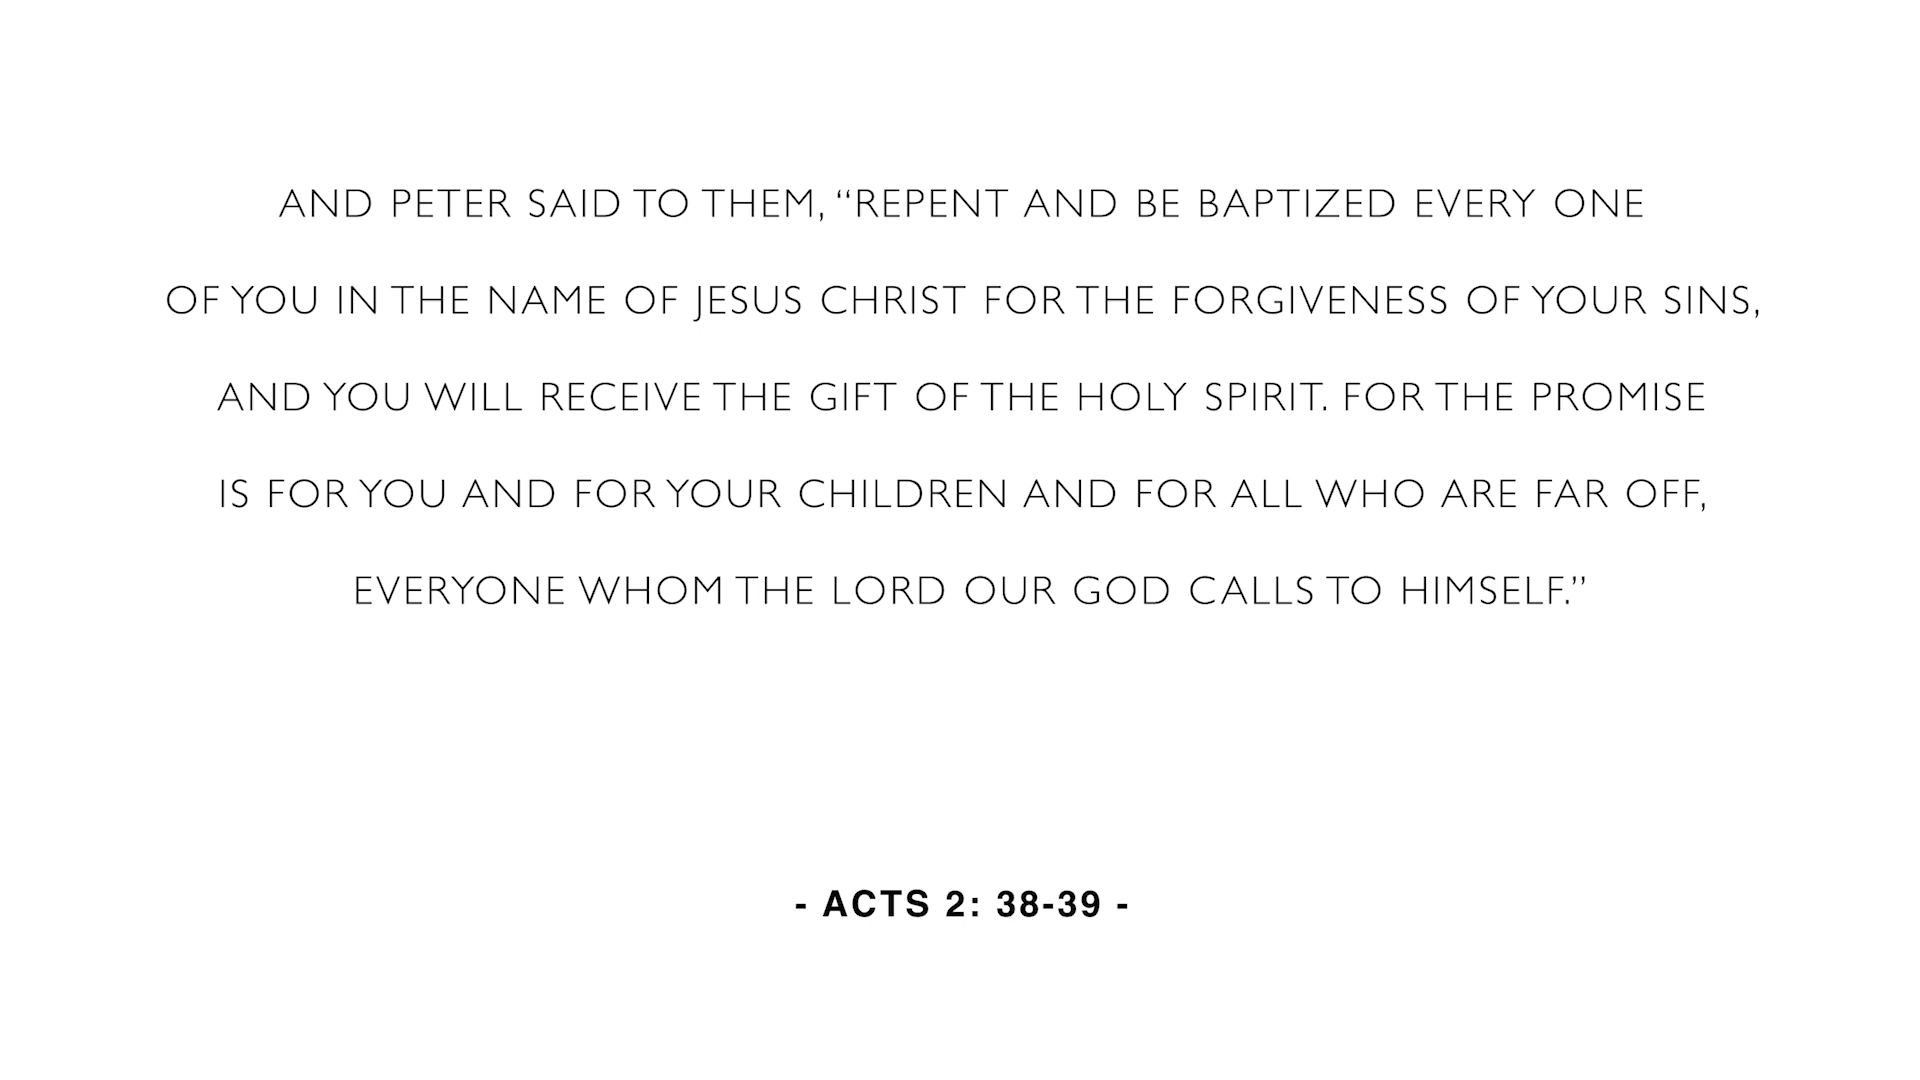 AND PETER SAID TO THEM, “REPENT AND BE BAPTIZED EVERY ONE
OF YOU IN THE NAME OF JESUS CHRIST FOR THE FORGIVENESS OF YOUR SINS,
AND YOU WILL RECEIVE THE GIFT OF THE HOLY SPIRIT. FOR THE PROMISE
IS FOR YOU AND FOR YOUR CHILDREN AND FOR ALL WHO ARE FAR OFF,
EVERYONE WHOM THE LORD OUR GOD CALLS TO HIMSELF.”
- ACTS 2: 38-39 -